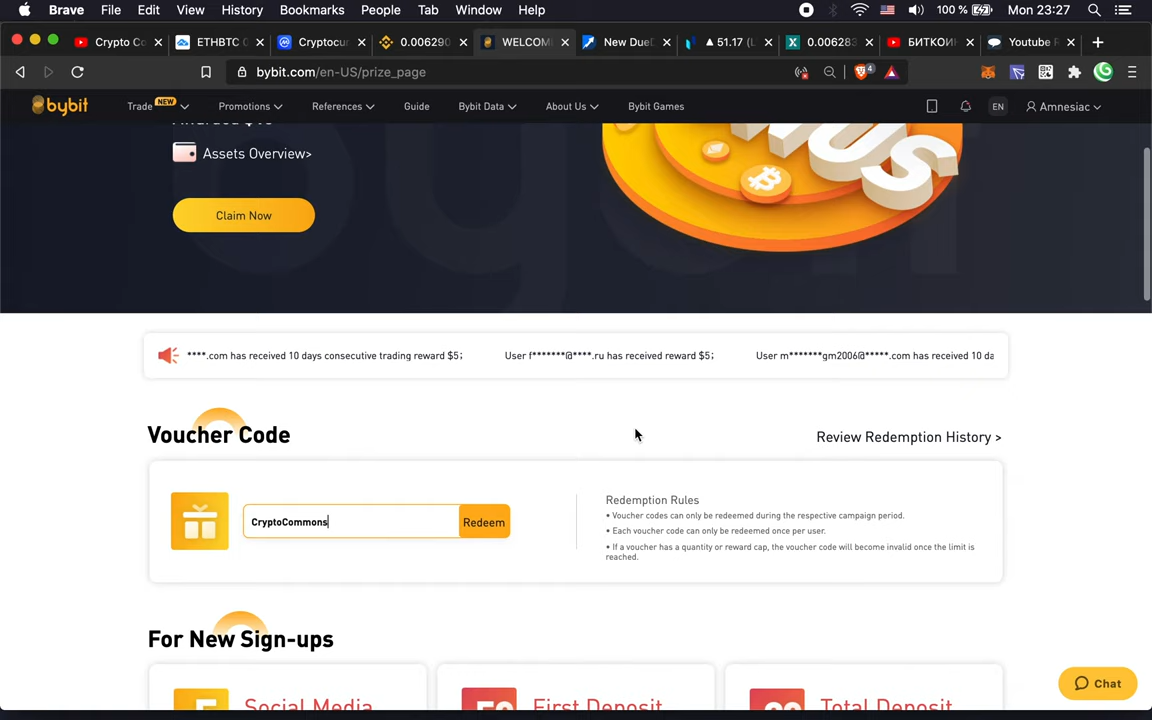 Brave File Edit View History Bookmarks People Tab Window Help 100 % Mon 23:27
Crypto Co ETHBTC Cryptocur 0.006290 WELCOM New Due 51.17 0.006283 БИТКОИ Youtube
bybit.com/en-US/prize_page 4
bybit Trade NEW Promotions References Guide Bybit Data About Us Bybit Games EN Amnesiac
Assets Overview>
Claim Now
US
****.com has received 10 days consecutive trading reward $5; User f*******@****.ru has received reward $5; User m*******gm2006@*****.com has received 10 da
Voucher Code
Review Redemption History >
CryptoCommons
Redeem
Redemption Rules
• Voucher codes can only be redeemed during the respective campaign period.
• Each voucher code can only be redeemed once per user.
• If a voucher has a quantity or reward cap, the voucher code will become invalid once the limit is
reached.
For New Sign-ups
Social Media First Deposit Total Deposit
Chat